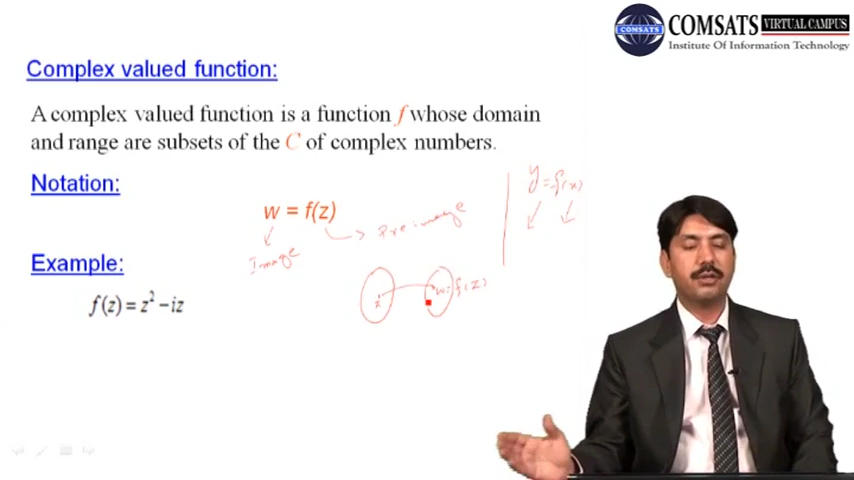 COMSATS VIRTUAL CAMPUS
COMSATS
Institute Of Information Technology
Complex valued function:
A complex valued function is a function f whose domain
and range are subsets of the C of complex numbers.
Notation:
y = f(x)
w = f(z)
Preimage
Image
Example:
z
w = f(z)
f(z) = z² − iz